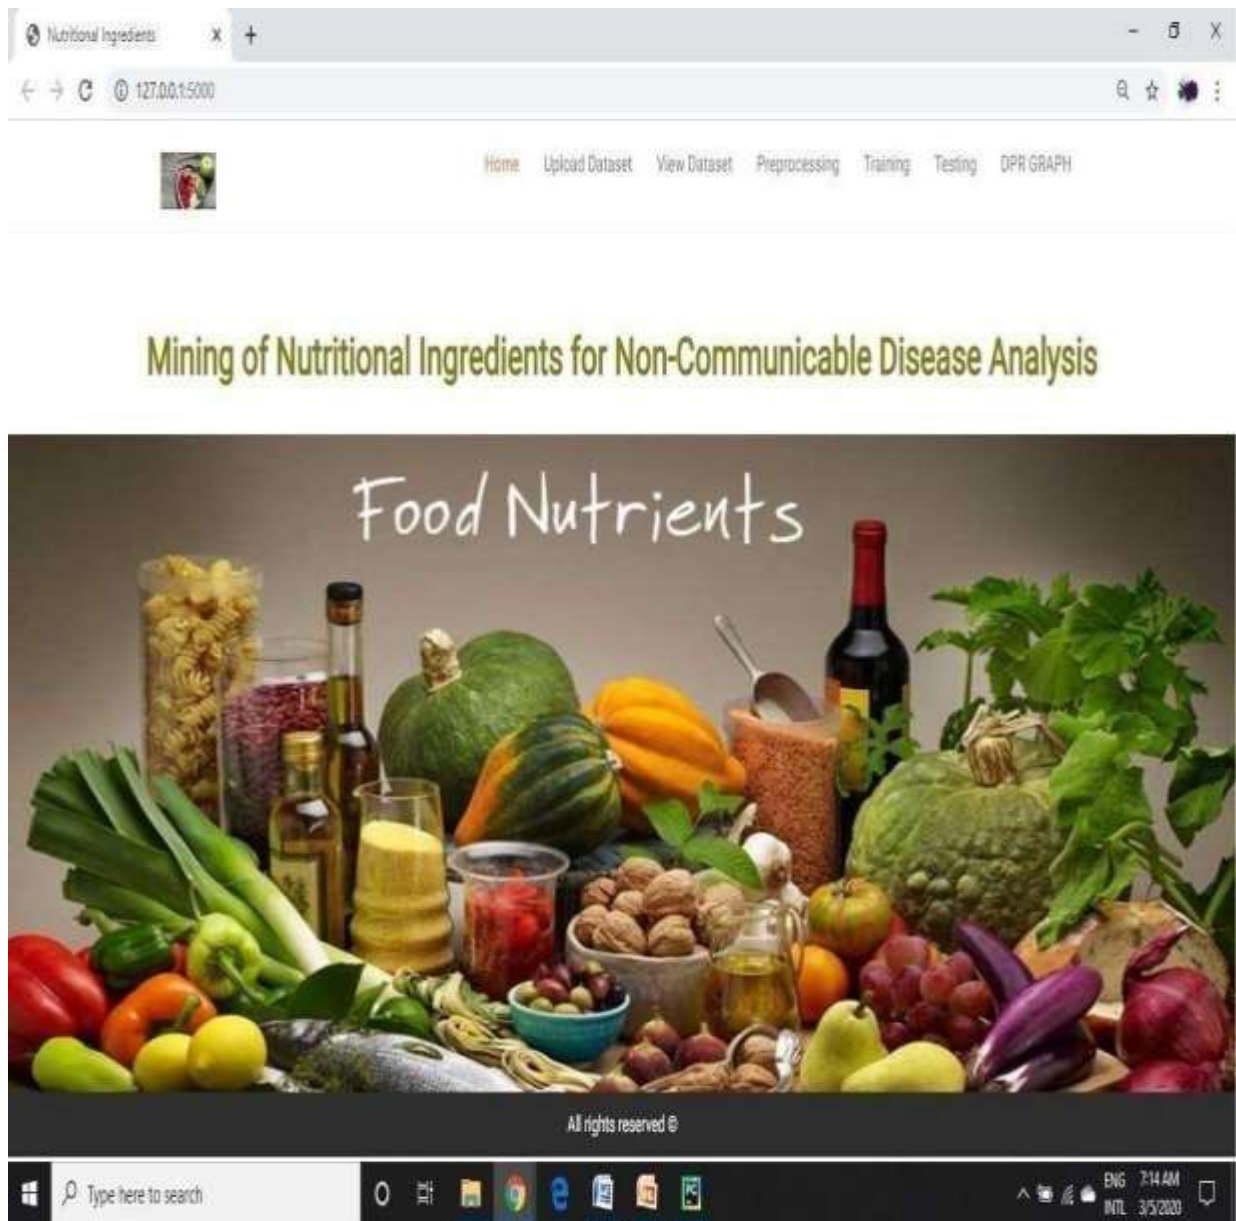 Nutritional Ingredients
127.0.0.1:5000
Home Upload Dataset View Dataset Preprocessing Training Testing DPR GRAPH
Mining of Nutritional Ingredients for Non-Communicable Disease Analysis
Food Nutrients
All rights reserved ©
Type here to search
ENG 7:14 AM
INTL 3/5/2020